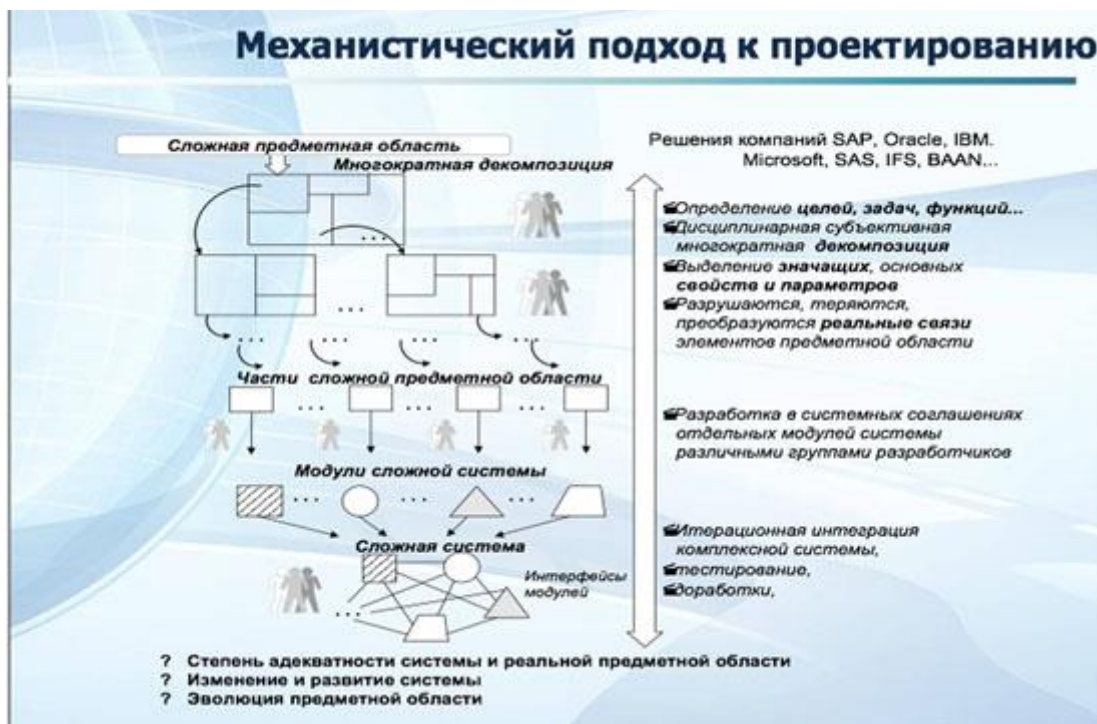 Механистический подход к проектированию
Сложная предметная область
Многократная декомпозиция
...
...
... ... ... ...
Части сложной предметной области
... ... ...
Модули сложной системы
... ... ...
Сложная система
Интерфейсы
модулей
...
Решения компаний SAP, Oracle, IBM.
Microsoft, SAS, IFS, BAAN...
Определение целей, задач, функций...
Дисциплинарная субъективная
многократная декомпозиция
Выделение значащих, основных
свойств и параметров
Разрушаются, теряются,
преобразуются реальные связи
элементов предметной области
Разработка в системных соглашениях
отдельных модулей системы
различными группами разработчиков
Итерационная интеграция
комплексной системы,
тестирование,
доработки,
? Степень адекватности системы и реальной предметной области
? Изменение и развитие системы
? Эволюция предметной области